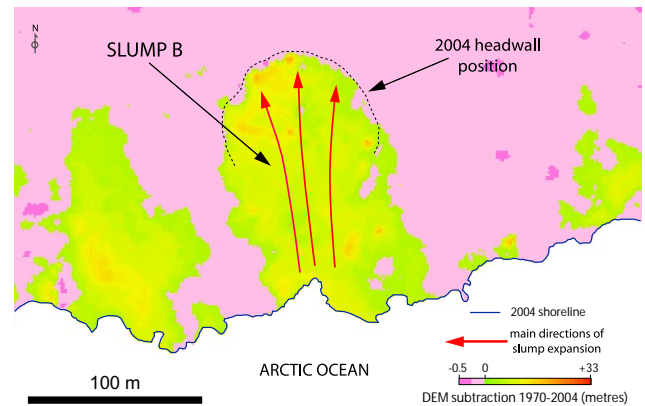 N
SLUMP B
2004 headwall
position
2004 shoreline
main directions of
slump expansion
ARCTIC OCEAN
-0.5 0 +33
DEM subtraction 1970-2004 (metres)
100 m